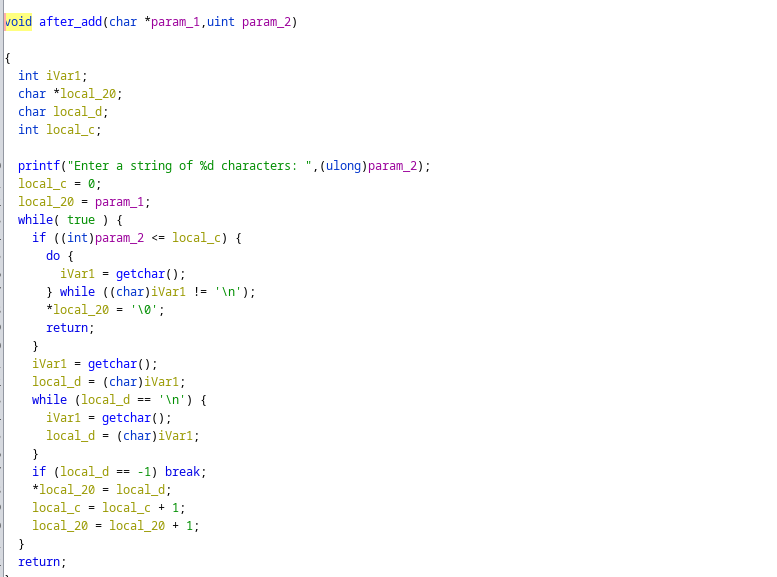 void after_add(char *param_1,uint param_2)
{
int iVar1;
char *local_20;
char local_d;
int local_c;
printf("Enter a string of %d characters: ",(ulong)param_2);
local_c = 0;
local_20 = param_1;
while( true ) {
if ((int)param_2 <= local_c) {
do {
iVar1 = getchar();
} while ((char)iVar1 != '\n');
*local_20 = '\0';
return;
}
iVar1 = getchar();
local_d = (char)iVar1;
while (local_d == '\n') {
iVar1 = getchar();
local_d = (char)iVar1;
}
if (local_d == -1) break;
*local_20 = local_d;
local_c = local_c + 1;
local_20 = local_20 + 1;
}
return;